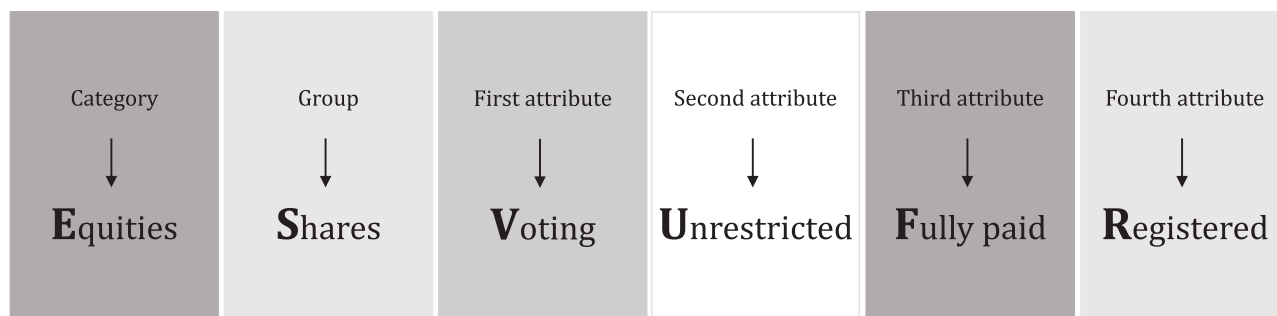 Category
Equities
Group
Shares
First attribute
Voting
Second attribute
Unrestricted
Third attribute
Fully paid
Fourth attribute
Registered